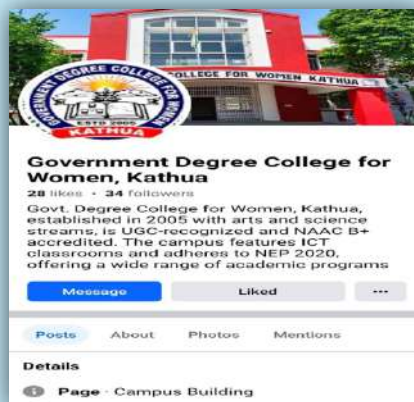 COLLEGE FOR WOMEN KATHUA
GOVERNMENT DEGREE COLLEGE FOR WOMEN
ESTD 2005
KATHUA
Government Degree College for
Women, Kathua
28 likes · 34 followers
Govt. Degree College for Women, Kathua,
established in 2005 with arts and science
streams, is UGC-recognized and NAAC B+
accredited. The campus features ICT
classrooms and adheres to NEP 2020,
offering a wide range of academic programs
Message Liked ...
Posts About Photos Mentions
Details
Page · Campus Building